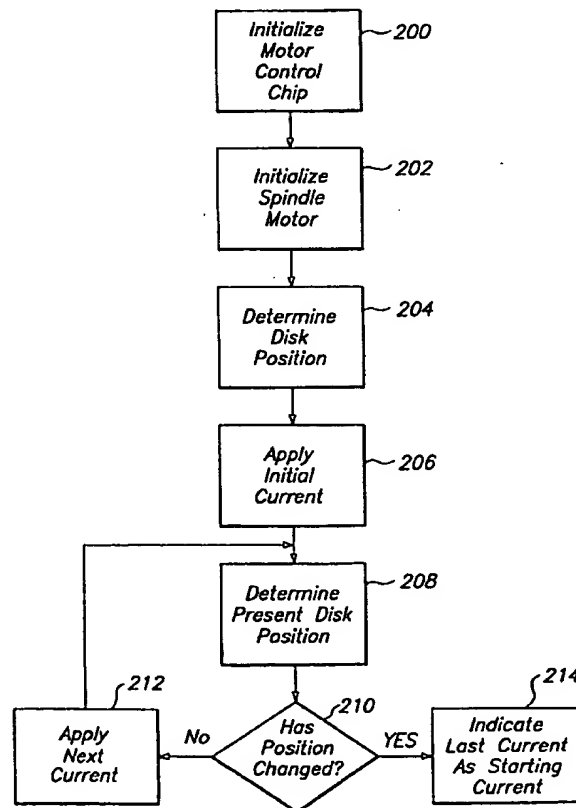 Initialize
Motor
Control
Chip
200
Initialize
Spindle
Motor
202
Determine
Disk
Position
204
Apply
Initial
Current
206
Determine
Present Disk
Position
208
Has
Position
Changed?
210
No
Apply
Next
Current
212
YES
Indicate
Last Current
As Starting
Current
214